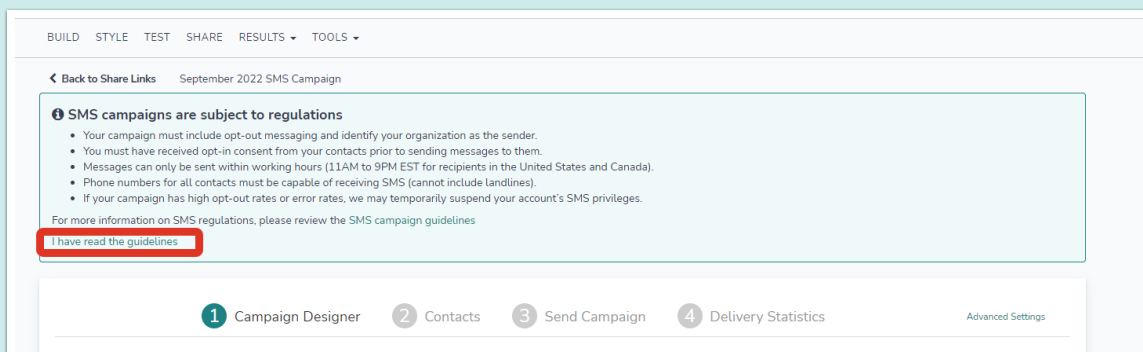 BUILD STYLE TEST SHARE RESULTS TOOLS
Back to Share Links September 2022 SMS Campaign
SMS campaigns are subject to regulations
• Your campaign must include opt-out messaging and identify your organization as the sender.
• You must have received opt-in consent from your contacts prior to sending messages to them.
• Messages can only be sent within working hours (11AM to 9PM EST for recipients in the United States and Canada).
• Phone numbers for all contacts must be capable of receiving SMS (cannot include landlines).
• If your campaign has high opt-out rates or error rates, we may temporarily suspend your account's SMS privileges.
For more information on SMS regulations, please review the SMS campaign guidelines
I have read the guidelines
1 Campaign Designer 2 Contacts 3 Send Campaign 4 Delivery Statistics Advanced Settings